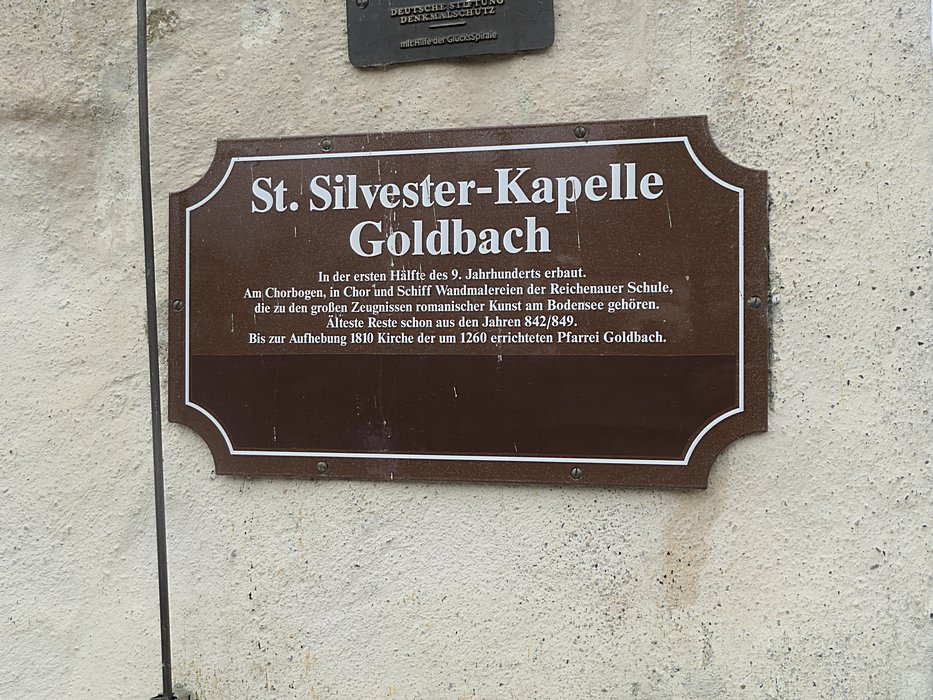 DEUTSCHE STIFTUNG
DENKMALSCHUTZ
mit Hilfe der GlücksSpirale
St. Silvester-Kapelle
Goldbach
In der ersten Hälfte des 9. Jahrhunderts erbaut.
Am Chorbogen, in Chor und Schiff Wandmalereien der Reichenauer Schule,
die zu den großen Zeugnissen romanischer Kunst am Bodensee gehören.
Älteste Reste schon aus den Jahren 842/849.
Bis zur Aufhebung 1810 Kirche der um 1260 errichteten Pfarrei Goldbach.